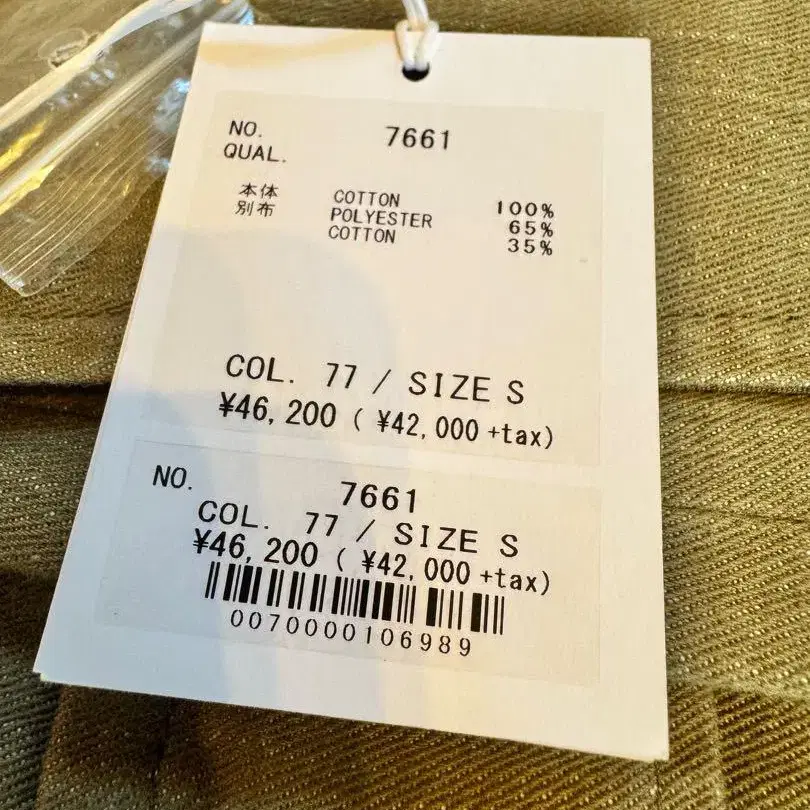 NO. 7661
QUAL.
本体 COTTON 100%
別布 POLYESTER 65%
COTTON 35%
COL. 77 / SIZE S
¥46,200 ( ¥42,000 +tax)
NO. 7661
COL. 77 / SIZE S
¥46,200 ( ¥42,000 +tax)
0070000106989